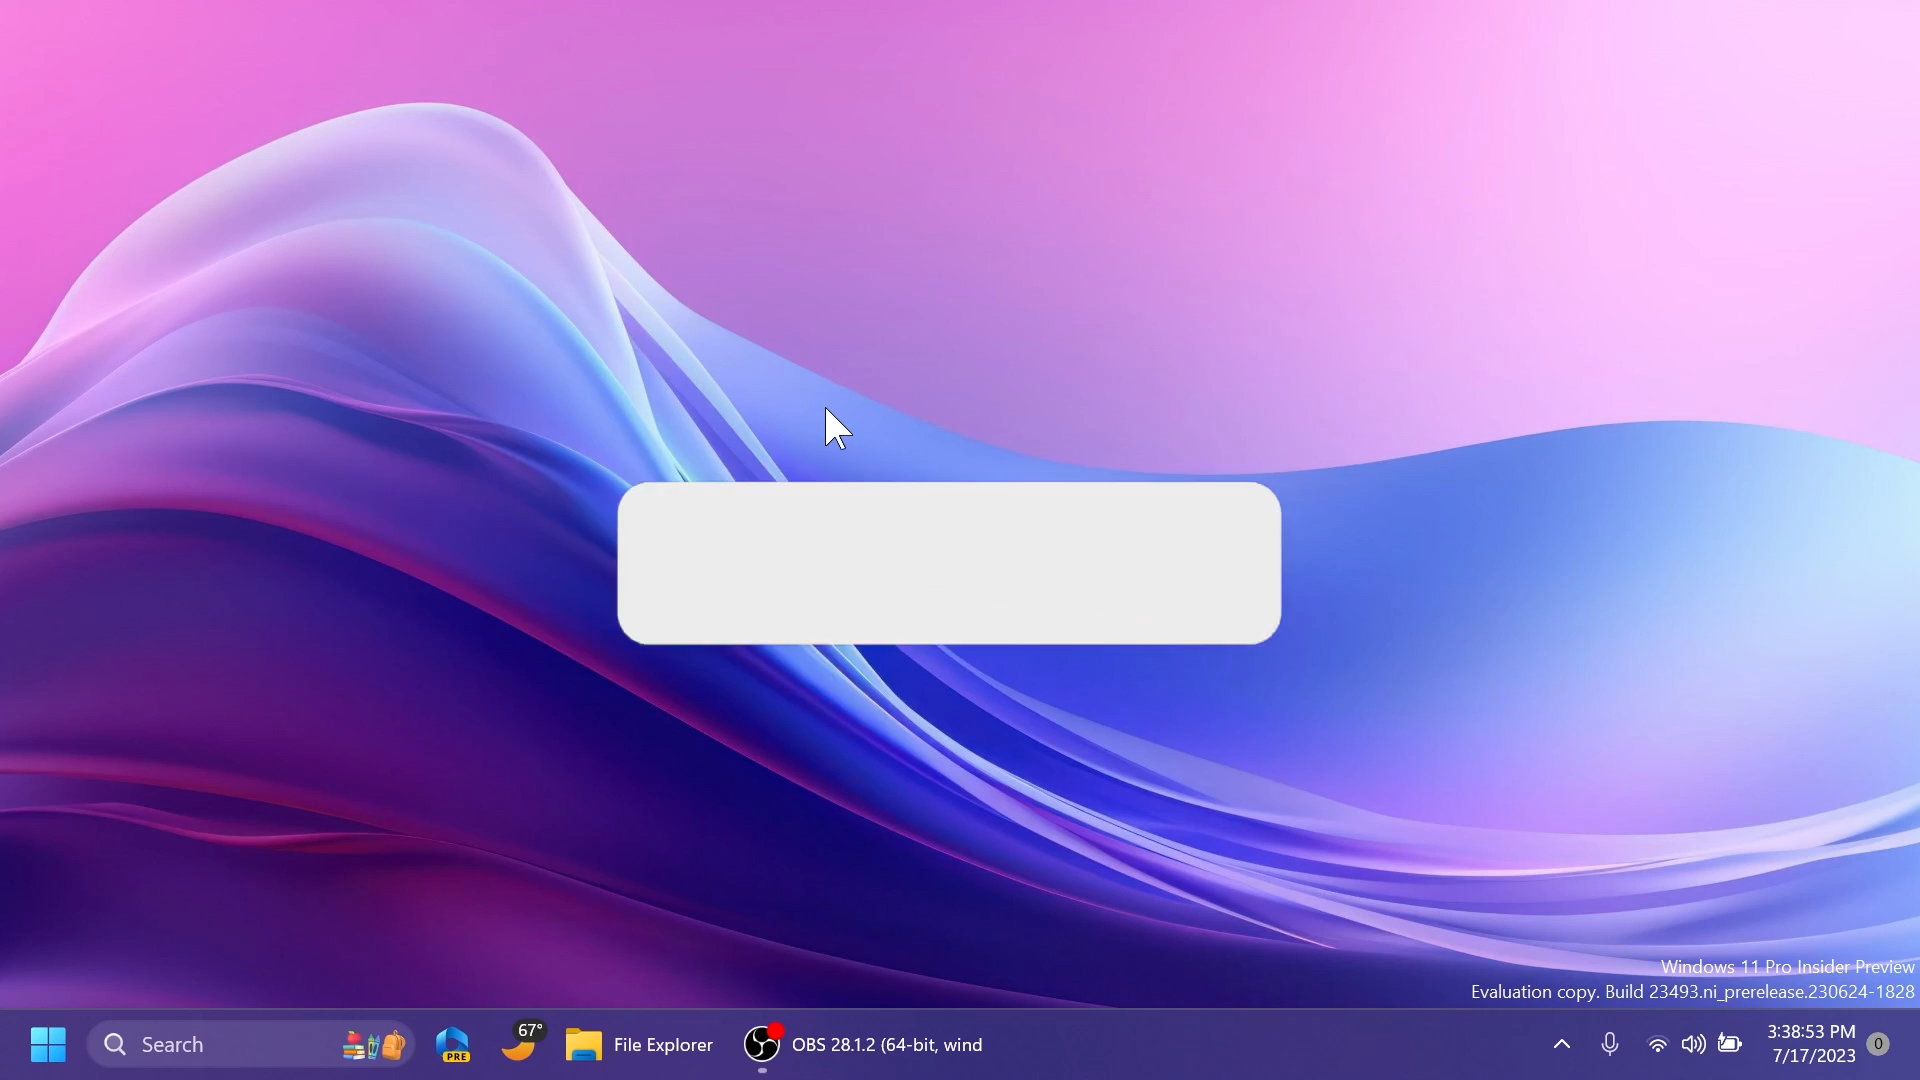 Windows 11 Pro Insider Preview
Evaluation copy. Build 23493.ni_prerelease.230624-1828
Search
PRE
67°
File Explorer
OBS 28.1.2 (64-bit, wind
3:38:53 PM
7/17/2023
0